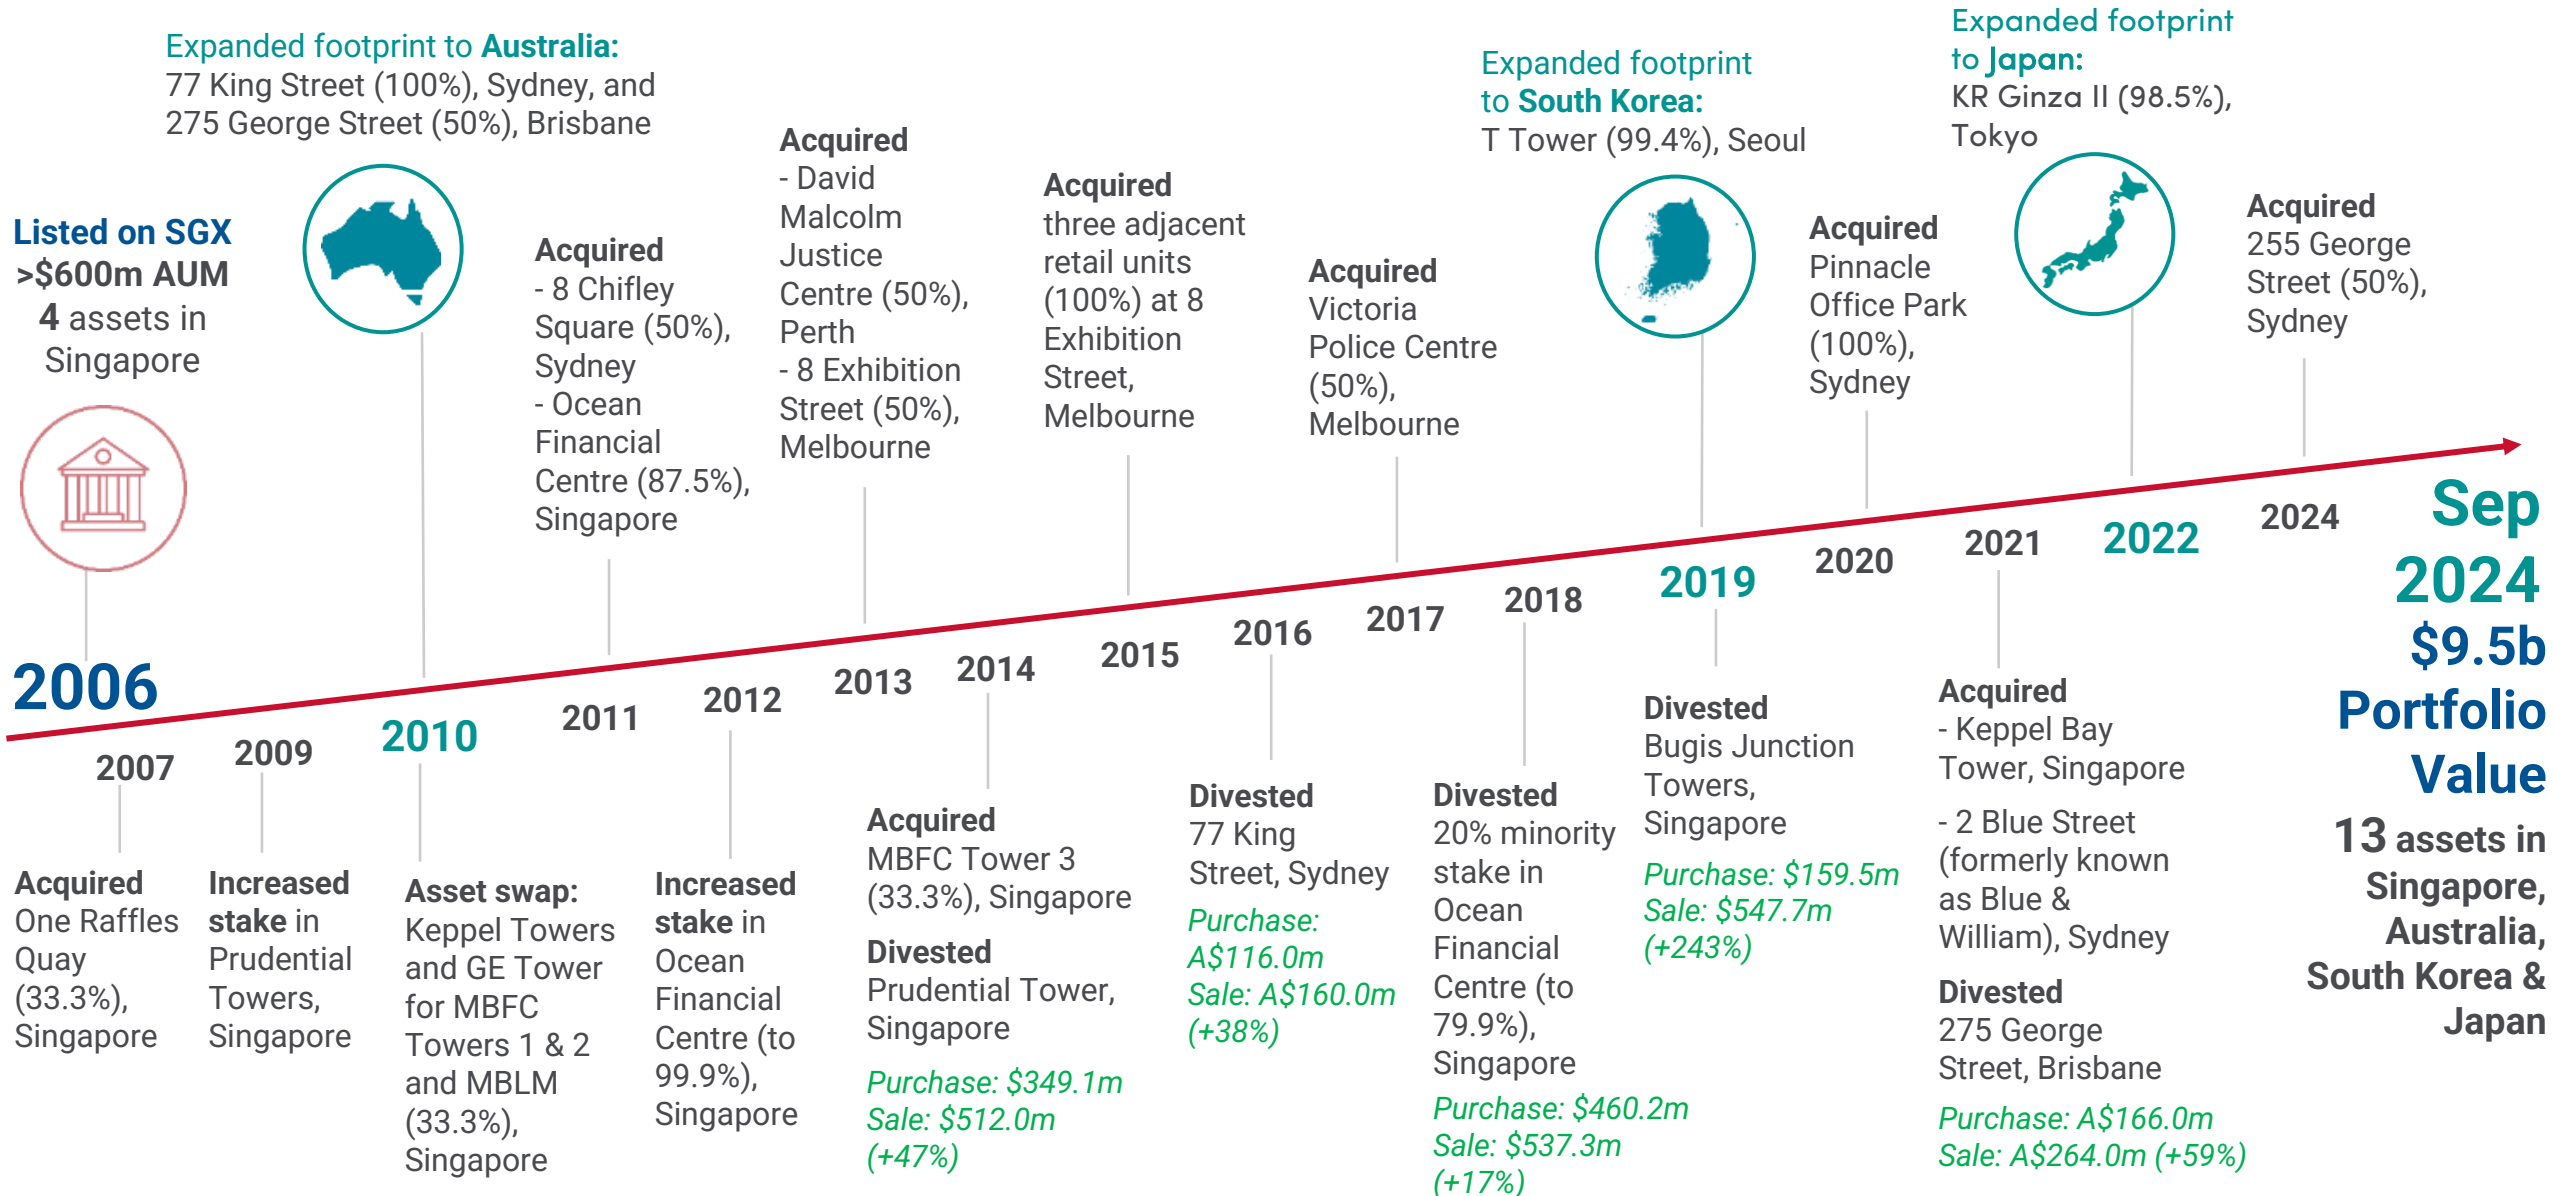 Listed on SGX
>$600m AUM
4 assets in
Singapore
2006
2007
Acquired
One Raffles
Quay
(33.3%),
Singapore
2009
Increased
stake in
Prudential
Towers,
Singapore
Expanded footprint to Australia:
77 King Street (100%), Sydney, and
275 George Street (50%), Brisbane
2010
Asset swap:
Keppel Towers
and GE Tower
for MBFC
Towers 1 & 2
and MBLM
(33.3%),
Singapore
Acquired
- 8 Chifley
Square (50%),
Sydney
- Ocean
Financial
Centre (87.5%),
Singapore
2011
2012
Increased
stake in
Ocean
Financial
Centre (to
99.9%),
Singapore
Acquired
- David
Malcolm
Justice
Centre (50%),
Perth
- 8 Exhibition
Street (50%),
Melbourne
2013
2014
Acquired
MBFC Tower 3
(33.3%), Singapore
Divested
Prudential Tower,
Singapore
Purchase: $349.1m
Sale: $512.0m
(+47%)
Acquired
three adjacent
retail units
(100%) at 8
Exhibition
Street,
Melbourne
2015
2016
Divested
77 King
Street, Sydney
Purchase:
A$116.0m
Sale: A$160.0m
(+38%)
Acquired
Victoria
Police Centre
(50%),
Melbourne
2017
2018
Divested
20% minority
stake in
Ocean
Financial
Centre (to
79.9%),
Singapore
Purchase: $460.2m
Sale: $537.3m
(+17%)
Expanded footprint
to South Korea:
T Tower (99.4%), Seoul
2019
Divested
Bugis Junction
Towers,
Singapore
Purchase: $159.5m
Sale: $547.7m
(+243%)
Acquired
Pinnacle
Office Park
(100%),
Sydney
2020
2021
Acquired
- Keppel Bay
Tower, Singapore
- 2 Blue Street
(formerly known
as Blue &
William), Sydney
Divested
275 George
Street, Brisbane
Purchase: A$166.0m
Sale: A$264.0m (+59%)
Expanded footprint
to Japan:
KR Ginza II (98.5%),
Tokyo
2022
Acquired
255 George
Street (50%),
Sydney
2024
Sep
2024
$9.5b
Portfolio
Value
13 assets in
Singapore,
Australia,
South Korea &
Japan